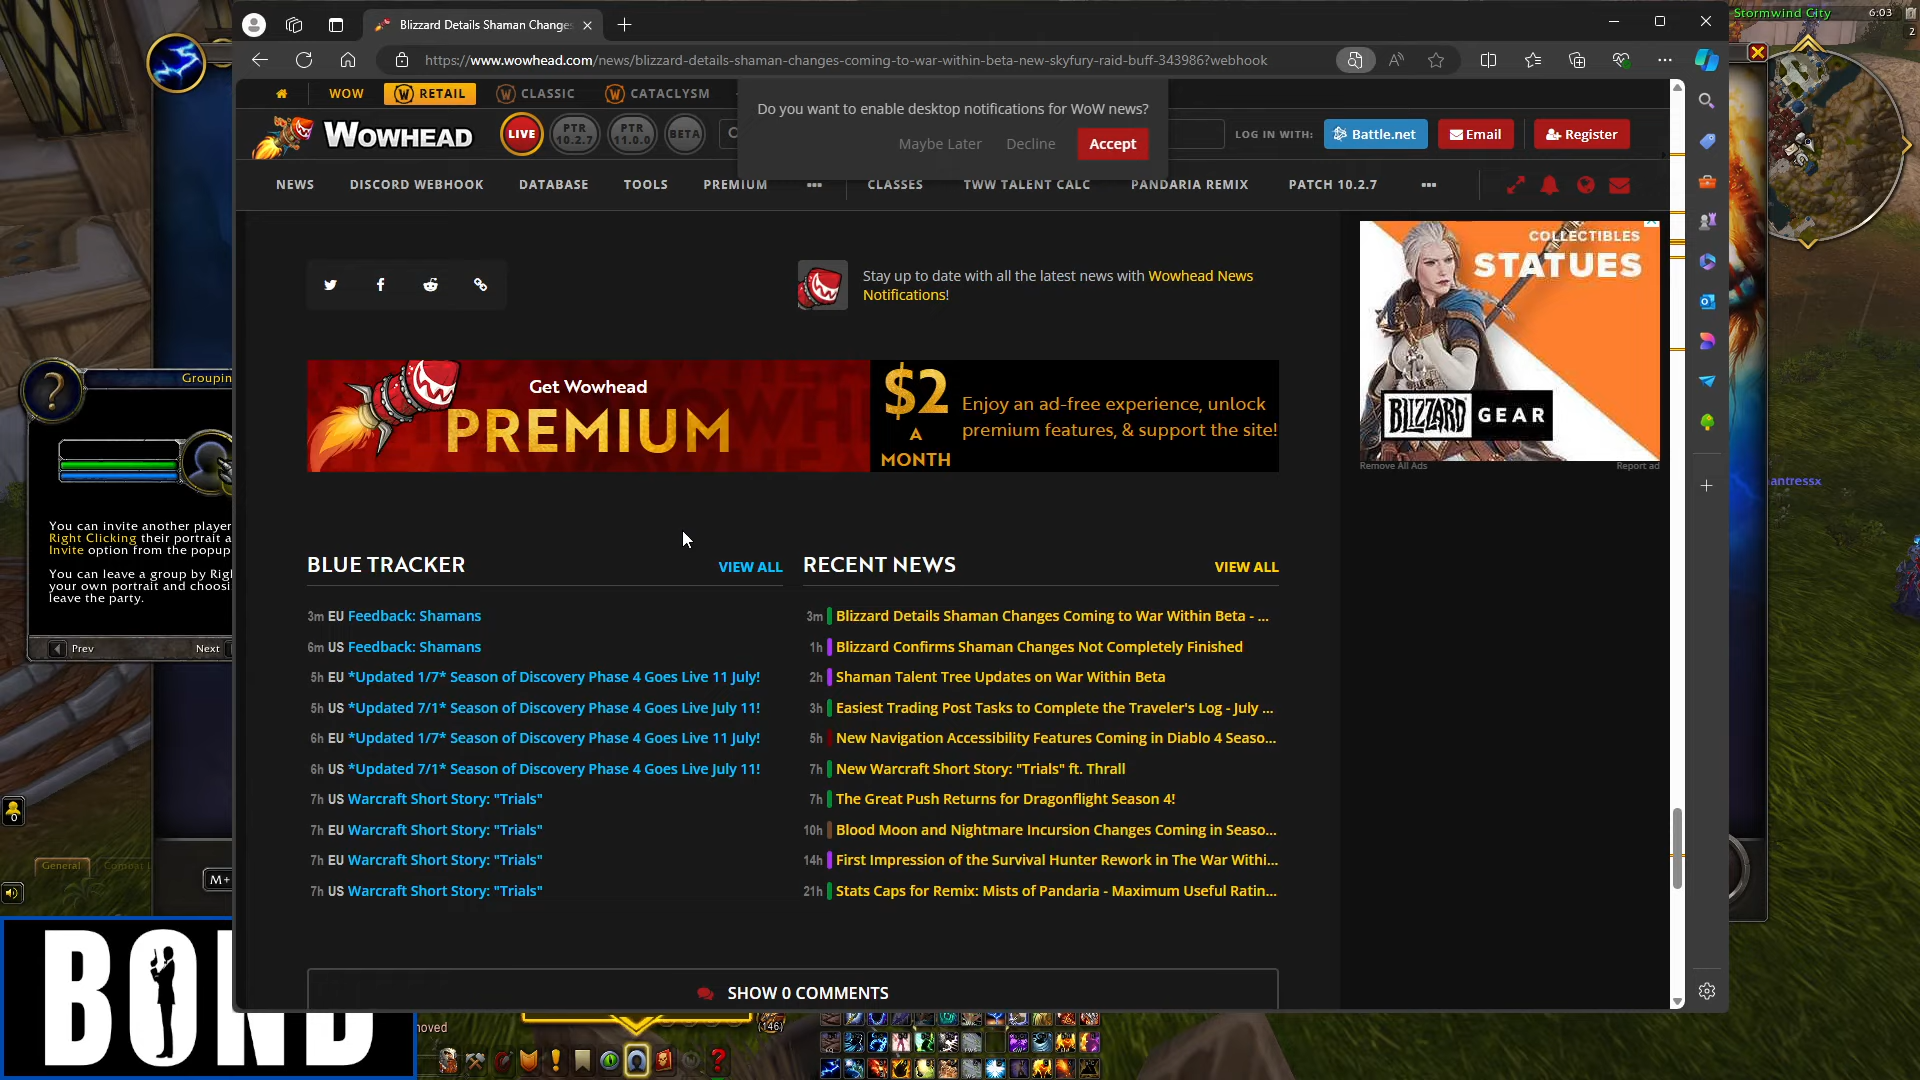 Blizzard Details Shaman Changes
https://www.wowhead.com/news/blizzard-details-shaman-changes-coming-to-war-within-beta-new-skyfury-raid-buff-343986?webhook
Stormwind City
6:03
2
WOW
RETAIL
CLASSIC
CATACLYSM
Do you want to enable desktop notifications for WoW news?
Maybe Later
Decline
Accept
WOWHEAD
LIVE
PTR 10.2.7
PTR 11.0.0
BETA
LOG IN WITH:
Battle.net
Email
Register
NEWS
DISCORD WEBHOOK
DATABASE
TOOLS
PREMIUM
CLASSES
TWW TALENT CALC
PANDARIA REMIX
PATCH 10.2.7
Stay up to date with all the latest news with Wowhead News
Notifications!
COLLECTIBLES
STATUES
BLIZZARD GEAR
Remove All Ads
Report ad
Get Wowhead
PREMIUM
$2
A
MONTH
Enjoy an ad-free experience, unlock
premium features, & support the site!
antressx
Groupin
You can invite another player
Right Clicking their portrait a
Invite option from the popup
You can leave a group by Rig
your own portrait and choosi
leave the party.
Prev
Next
BLUE TRACKER
VIEW ALL
3m EU Feedback: Shamans
6m US Feedback: Shamans
5h EU *Updated 1/7* Season of Discovery Phase 4 Goes Live 11 July!
5h US *Updated 7/1* Season of Discovery Phase 4 Goes Live July 11!
6h EU *Updated 1/7* Season of Discovery Phase 4 Goes Live 11 July!
6h US *Updated 7/1* Season of Discovery Phase 4 Goes Live July 11!
7h US Warcraft Short Story: "Trials"
7h EU Warcraft Short Story: "Trials"
7h EU Warcraft Short Story: "Trials"
7h US Warcraft Short Story: "Trials"
RECENT NEWS
VIEW ALL
3m Blizzard Details Shaman Changes Coming to War Within Beta - ...
1h Blizzard Confirms Shaman Changes Not Completely Finished
2h Shaman Talent Tree Updates on War Within Beta
3h Easiest Trading Post Tasks to Complete the Traveler's Log - July ...
5h New Navigation Accessibility Features Coming in Diablo 4 Seaso...
7h New Warcraft Short Story: "Trials" ft. Thrall
7h The Great Push Returns for Dragonflight Season 4!
10h Blood Moon and Nightmare Incursion Changes Coming in Seaso...
14h First Impression of the Survival Hunter Rework in The War Withi...
21h Stats Caps for Remix: Mists of Pandaria - Maximum Useful Ratin...
SHOW 0 COMMENTS
0
General
Combat
M+
BOND
moved
(146)